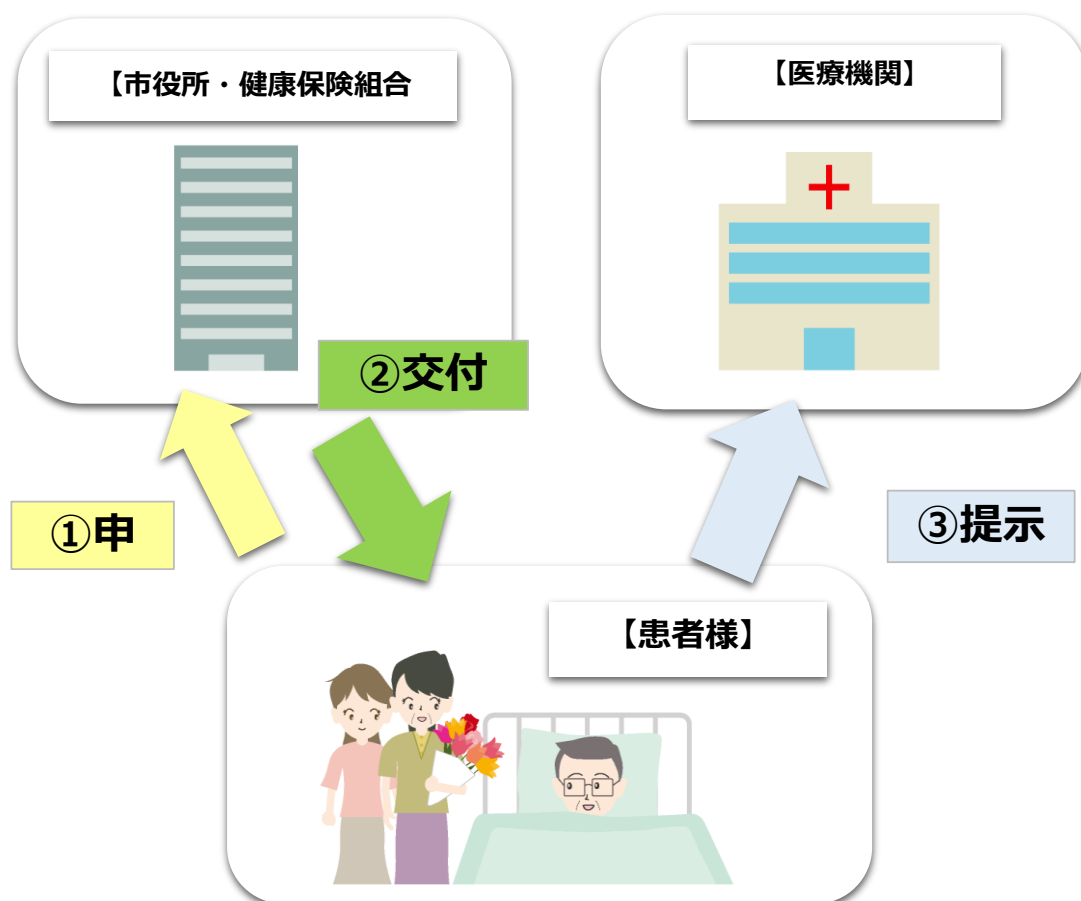 【市役所・健康保険組合
【医療機関】
②交付
①申
③提示
【患者様】